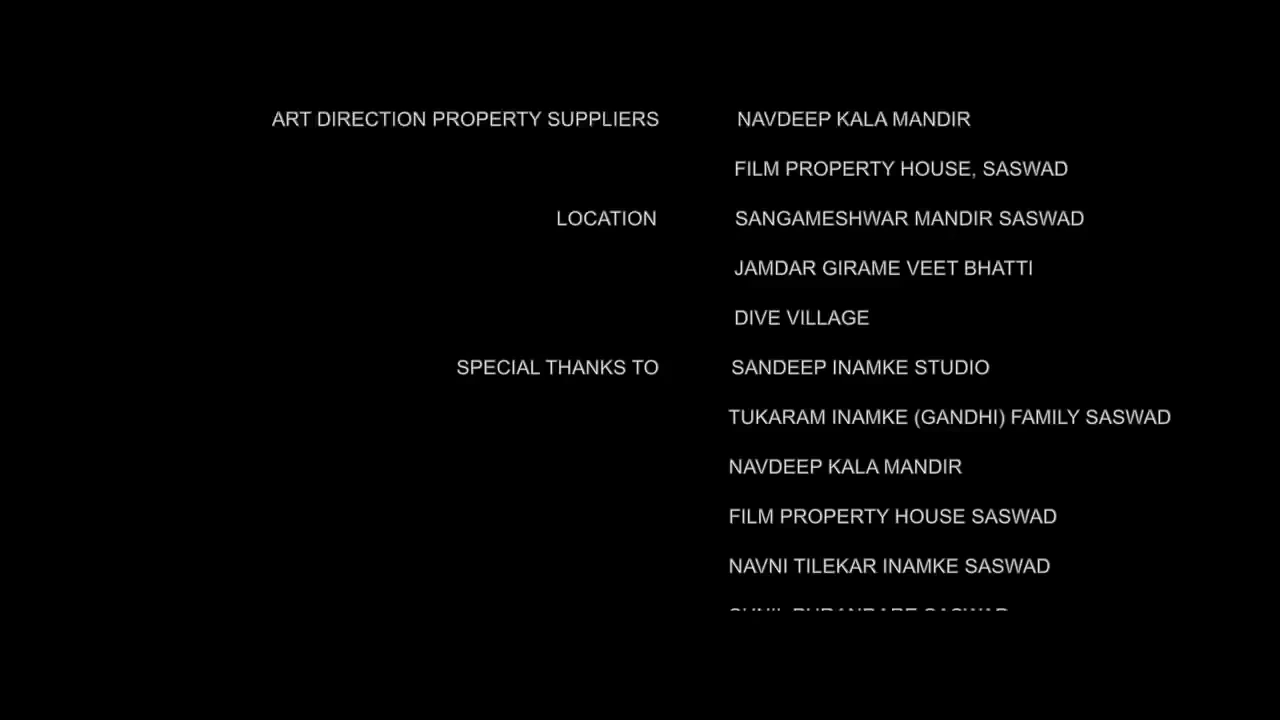 ART DIRECTION PROPERTY SUPPLIERS NAVDEEP KALA MANDIR
FILM PROPERTY HOUSE, SASWAD
LOCATION SANGAMESHWAR MANDIR SASWAD
JAMDAR GIRAME VEET BHATTI
DIVE VILLAGE
SPECIAL THANKS TO SANDEEP INAMKE STUDIO
TUKARAM INAMKE (GANDHI) FAMILY SASWAD
NAVDEEP KALA MANDIR
FILM PROPERTY HOUSE SASWAD
NAVNI TILEKAR INAMKE SASWAD